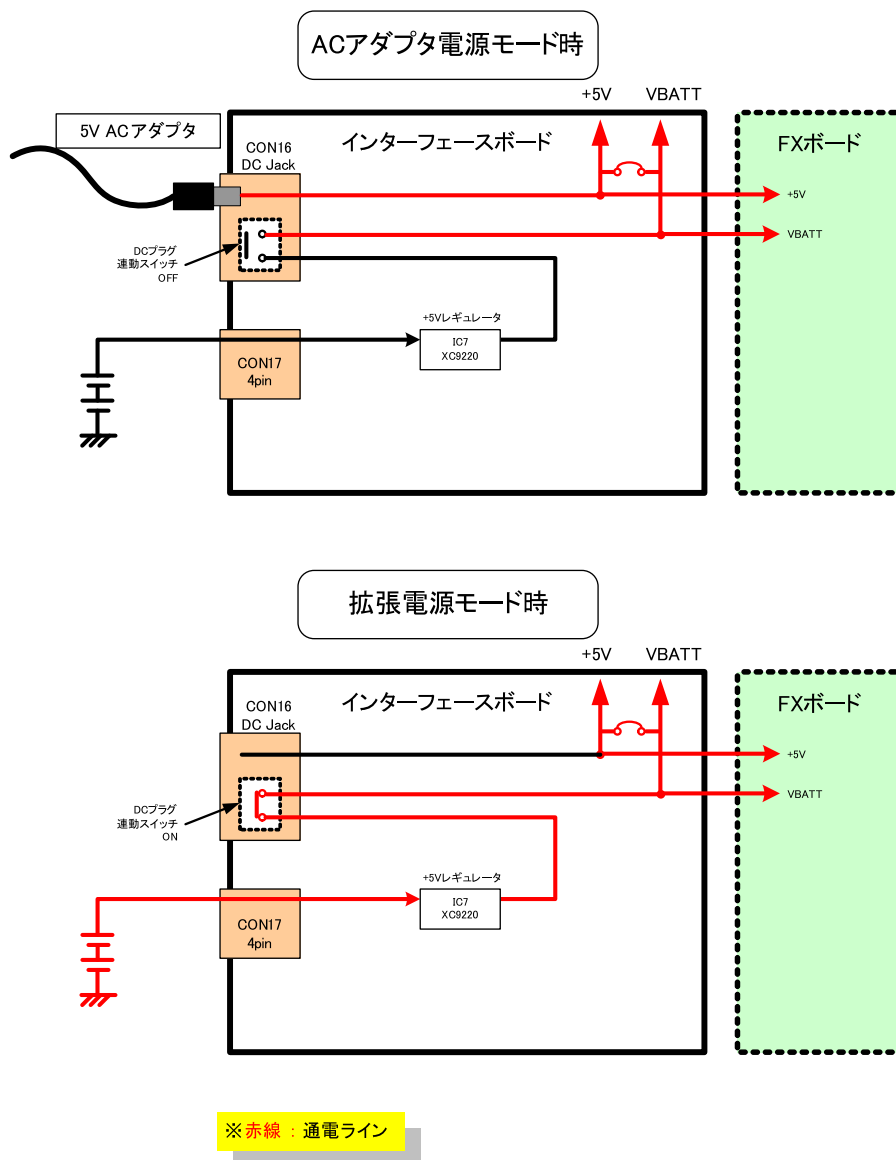 ACアダプタ電源モード時
+5V VBATT
5V ACアダプタ
CON16
DC Jack
インターフェースボード
FXボード
+5V
VBATT
DCプラグ
連動スイッチ
OFF
+5Vレギュレータ
IC7
XC9220
CON17
4pin
拡張電源モード時
+5V VBATT
CON16
DC Jack
インターフェースボード
FXボード
+5V
VBATT
DCプラグ
連動スイッチ
ON
+5Vレギュレータ
IC7
XC9220
CON17
4pin
※赤線 : 通電ライン